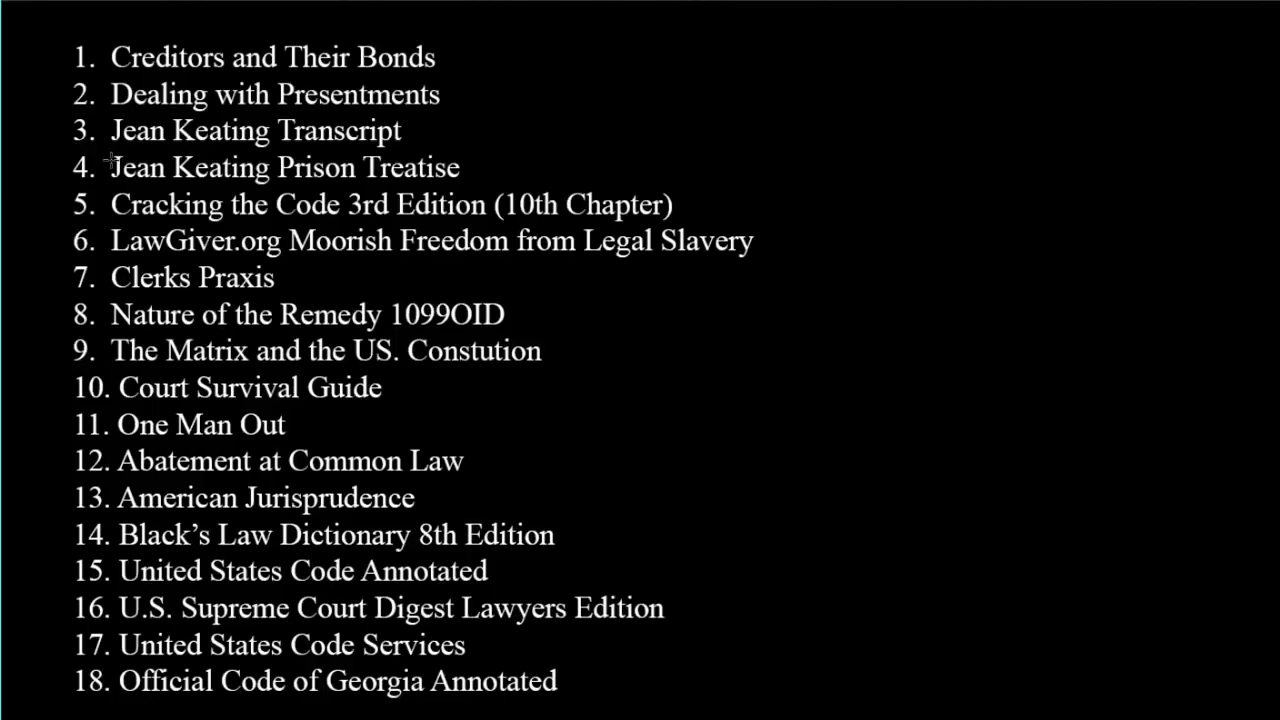 1. Creditors and Their Bonds
2. Dealing with Presentments
3. Jean Keating Transcript
4. Jean Keating Prison Treatise
5. Cracking the Code 3rd Edition (10th Chapter)
6. LawGiver.org Moorish Freedom from Legal Slavery
7. Clerks Praxis
8. Nature of the Remedy 1099OID
9. The Matrix and the US. Constution
10. Court Survival Guide
11. One Man Out
12. Abatement at Common Law
13. American Jurisprudence
14. Black’s Law Dictionary 8th Edition
15. United States Code Annotated
16. U.S. Supreme Court Digest Lawyers Edition
17. United States Code Services
18. Official Code of Georgia Annotated